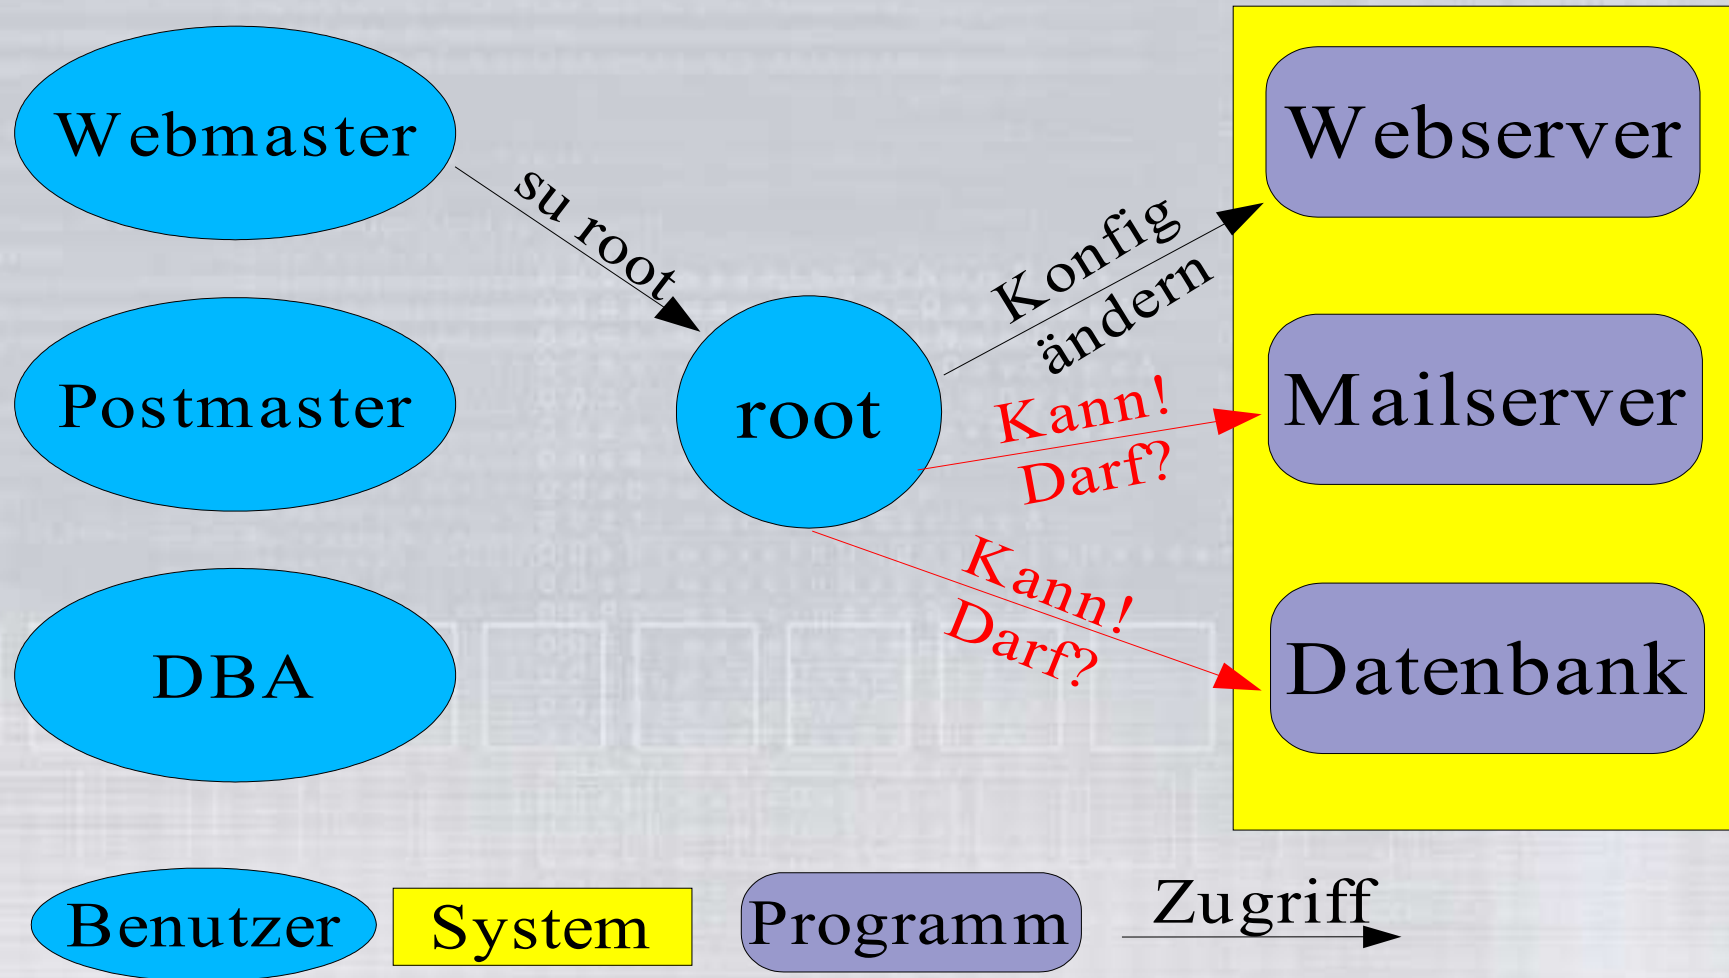 Webmaster
Postmaster
DBA
su root
root
Konfig
ändern
Kann!
Darf?
Kann!
Darf?
Webserver
Mailserver
Datenbank
Benutzer
System
Programm
Zugriff